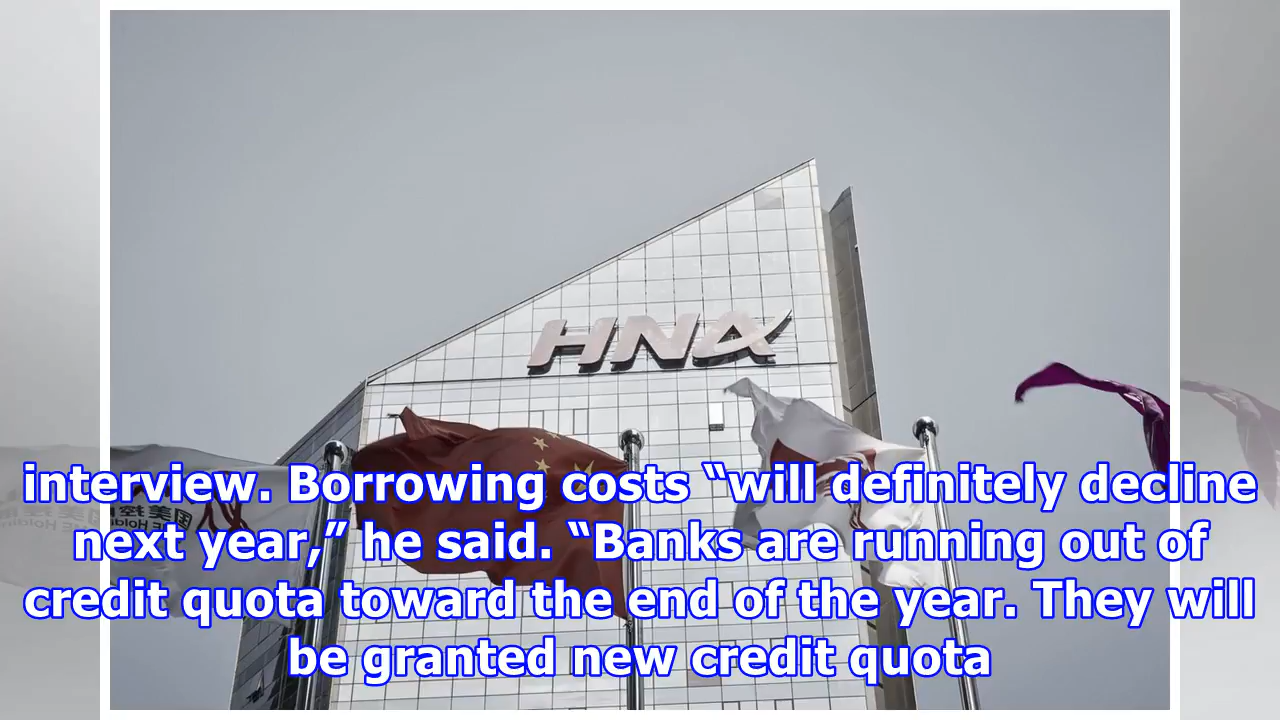 HNA
interview. Borrowing costs “will definitely decline
next year,” he said. “Banks are running out of
credit quota toward the end of the year. They will
be granted new credit quota